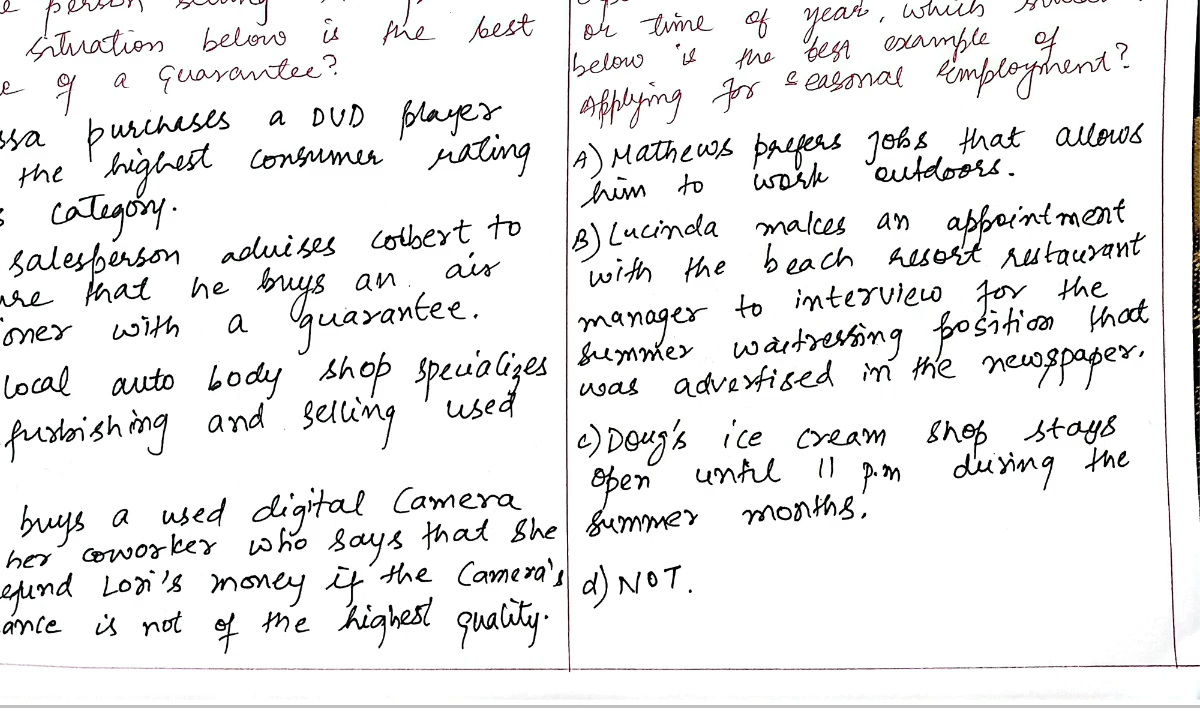 situation below is the best
of a guarantee?
purchases a DVD player
the highest consumer rating
category.
salesperson advises colbert to
that he buys an air
oner with a guarantee.
local auto body shop specializes
furbishing and selling used
buys a used digital Camera
her coworker who says that she
efund Lori's money if the Camera's
ance is not of the highest quality.
or time of year, which
below is the best example of
Applying for seasonal employment?
A) Mathews prefers jobs that allows
him to work outdoors.
B) Lucinda makes an appointment
with the beach resort restaurant
manager to interview for the
summer waitressing position that
was advertised in the newspaper.
c) Doug's ice cream shop stays
open until 11 p.m during the
summer months.
d) NOT.